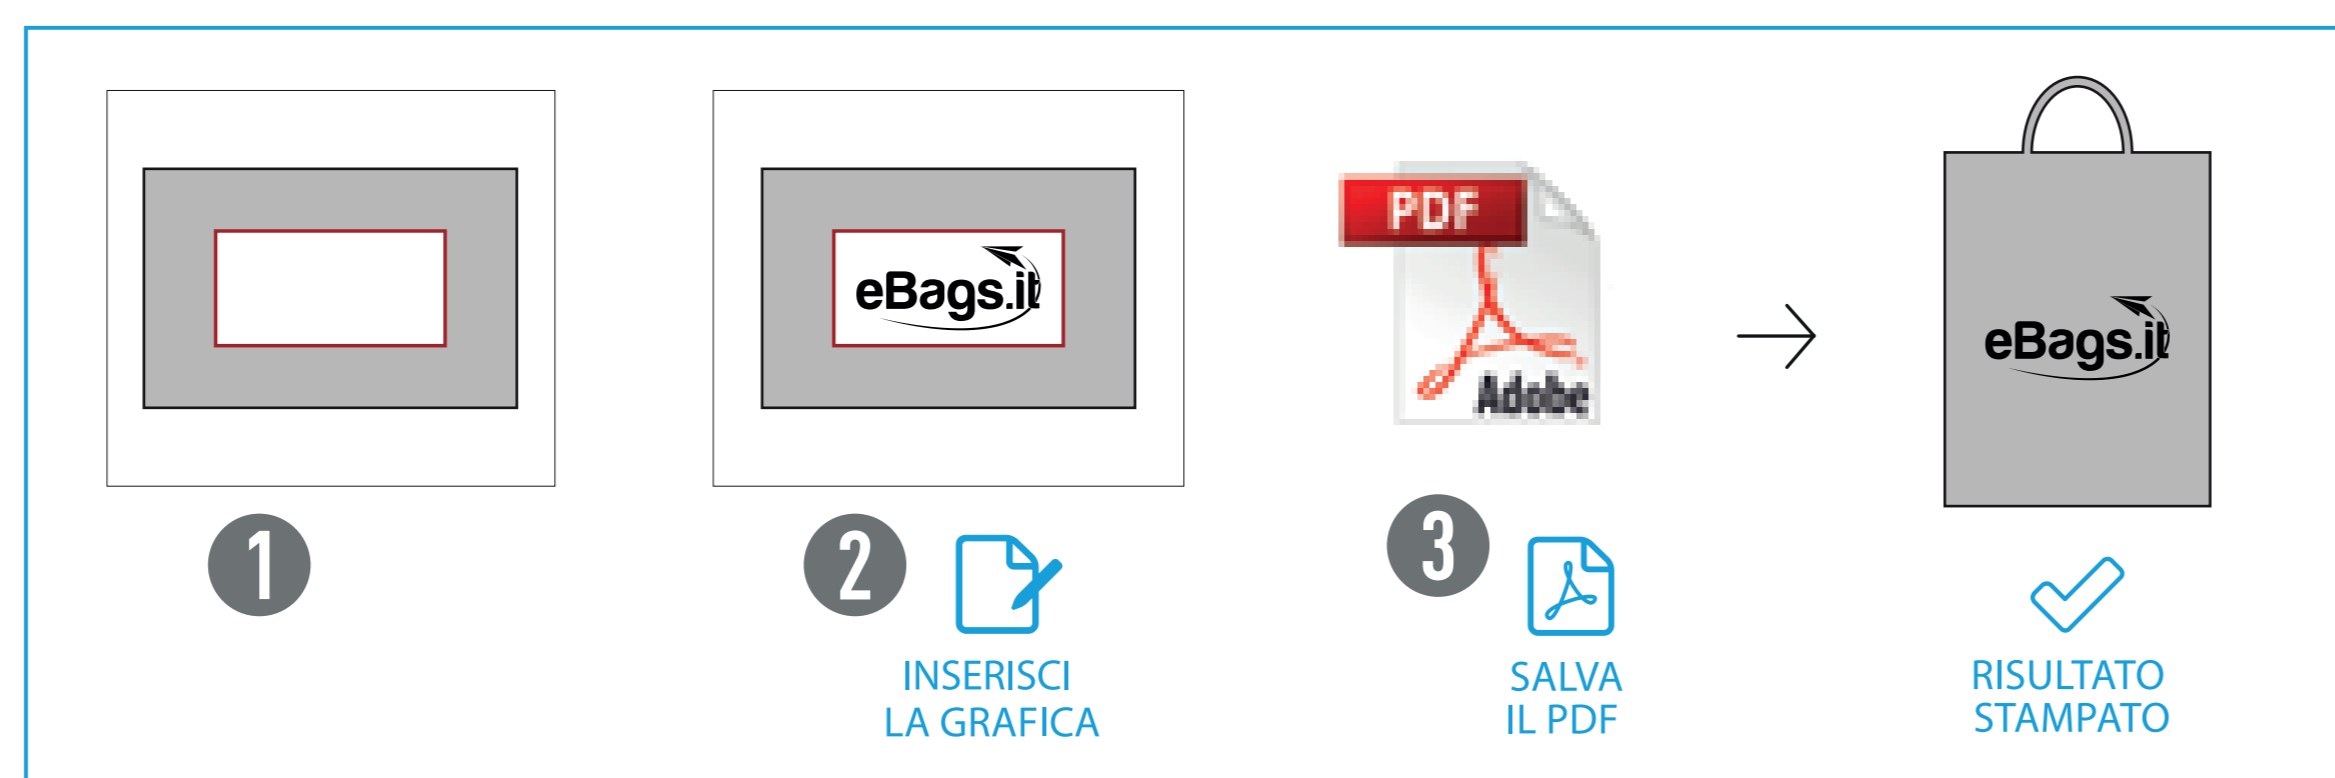 eBags.it
PDF
Adobe
eBags.it
1
2
3
INSERISCI
LA GRAFICA
SALVA
IL PDF
RISULTATO
STAMPATO